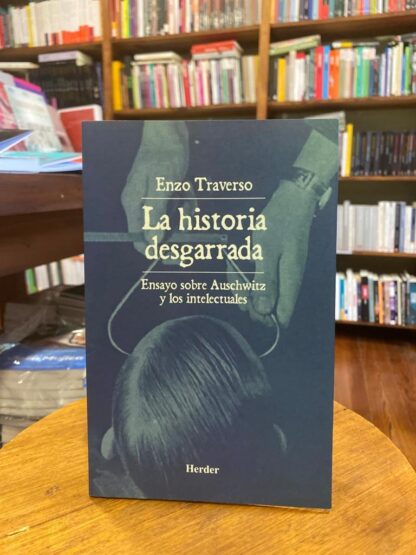 Enzo Traverso
La historia
desgarrada
Ensayo sobre Auschwitz
y los intelectuales
Herder